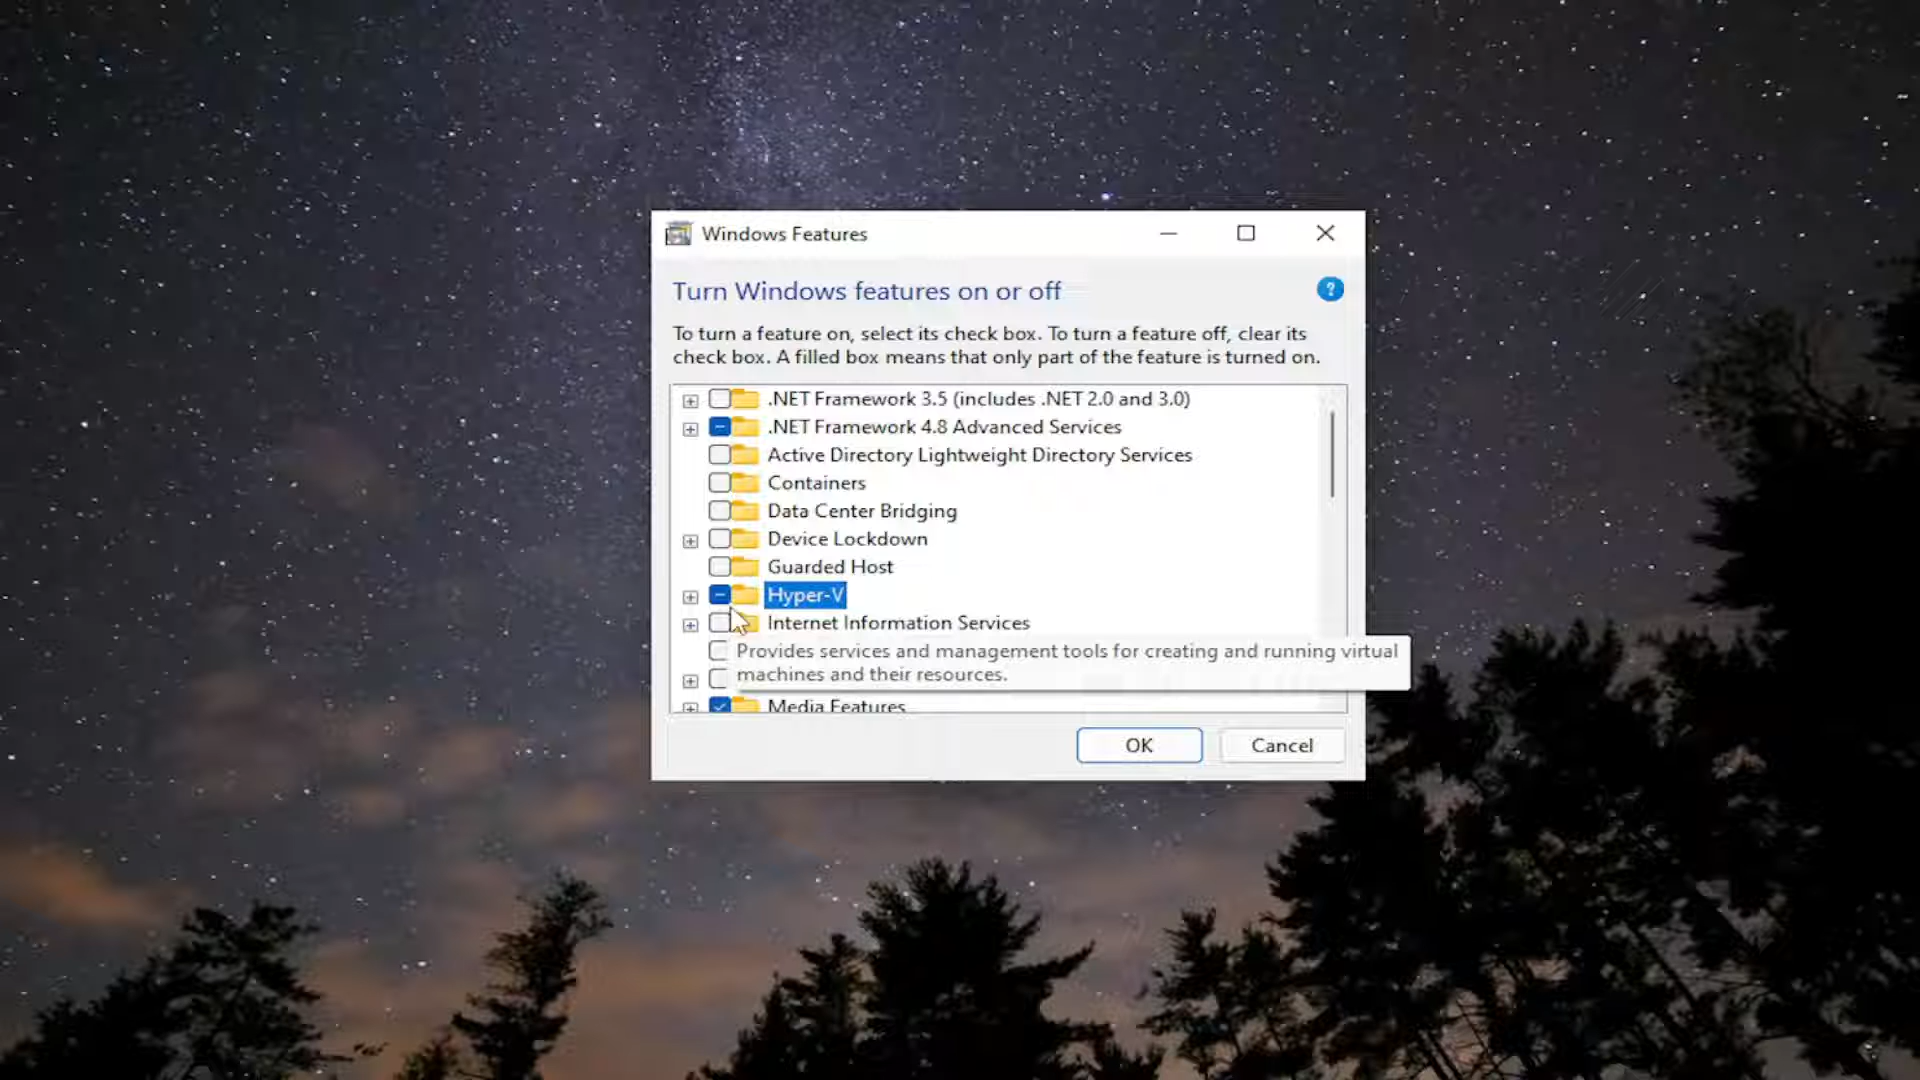 Windows Features
Turn Windows features on or off
?
To turn a feature on, select its check box. To turn a feature off, clear its
check box. A filled box means that only part of the feature is turned on.
.NET Framework 3.5 (includes .NET 2.0 and 3.0)
.NET Framework 4.8 Advanced Services
Active Directory Lightweight Directory Services
Containers
Data Center Bridging
Device Lockdown
Guarded Host
Hyper-V
Internet Information Services
Provides services and management tools for creating and running virtual
machines and their resources.
Media Features
OK
Cancel